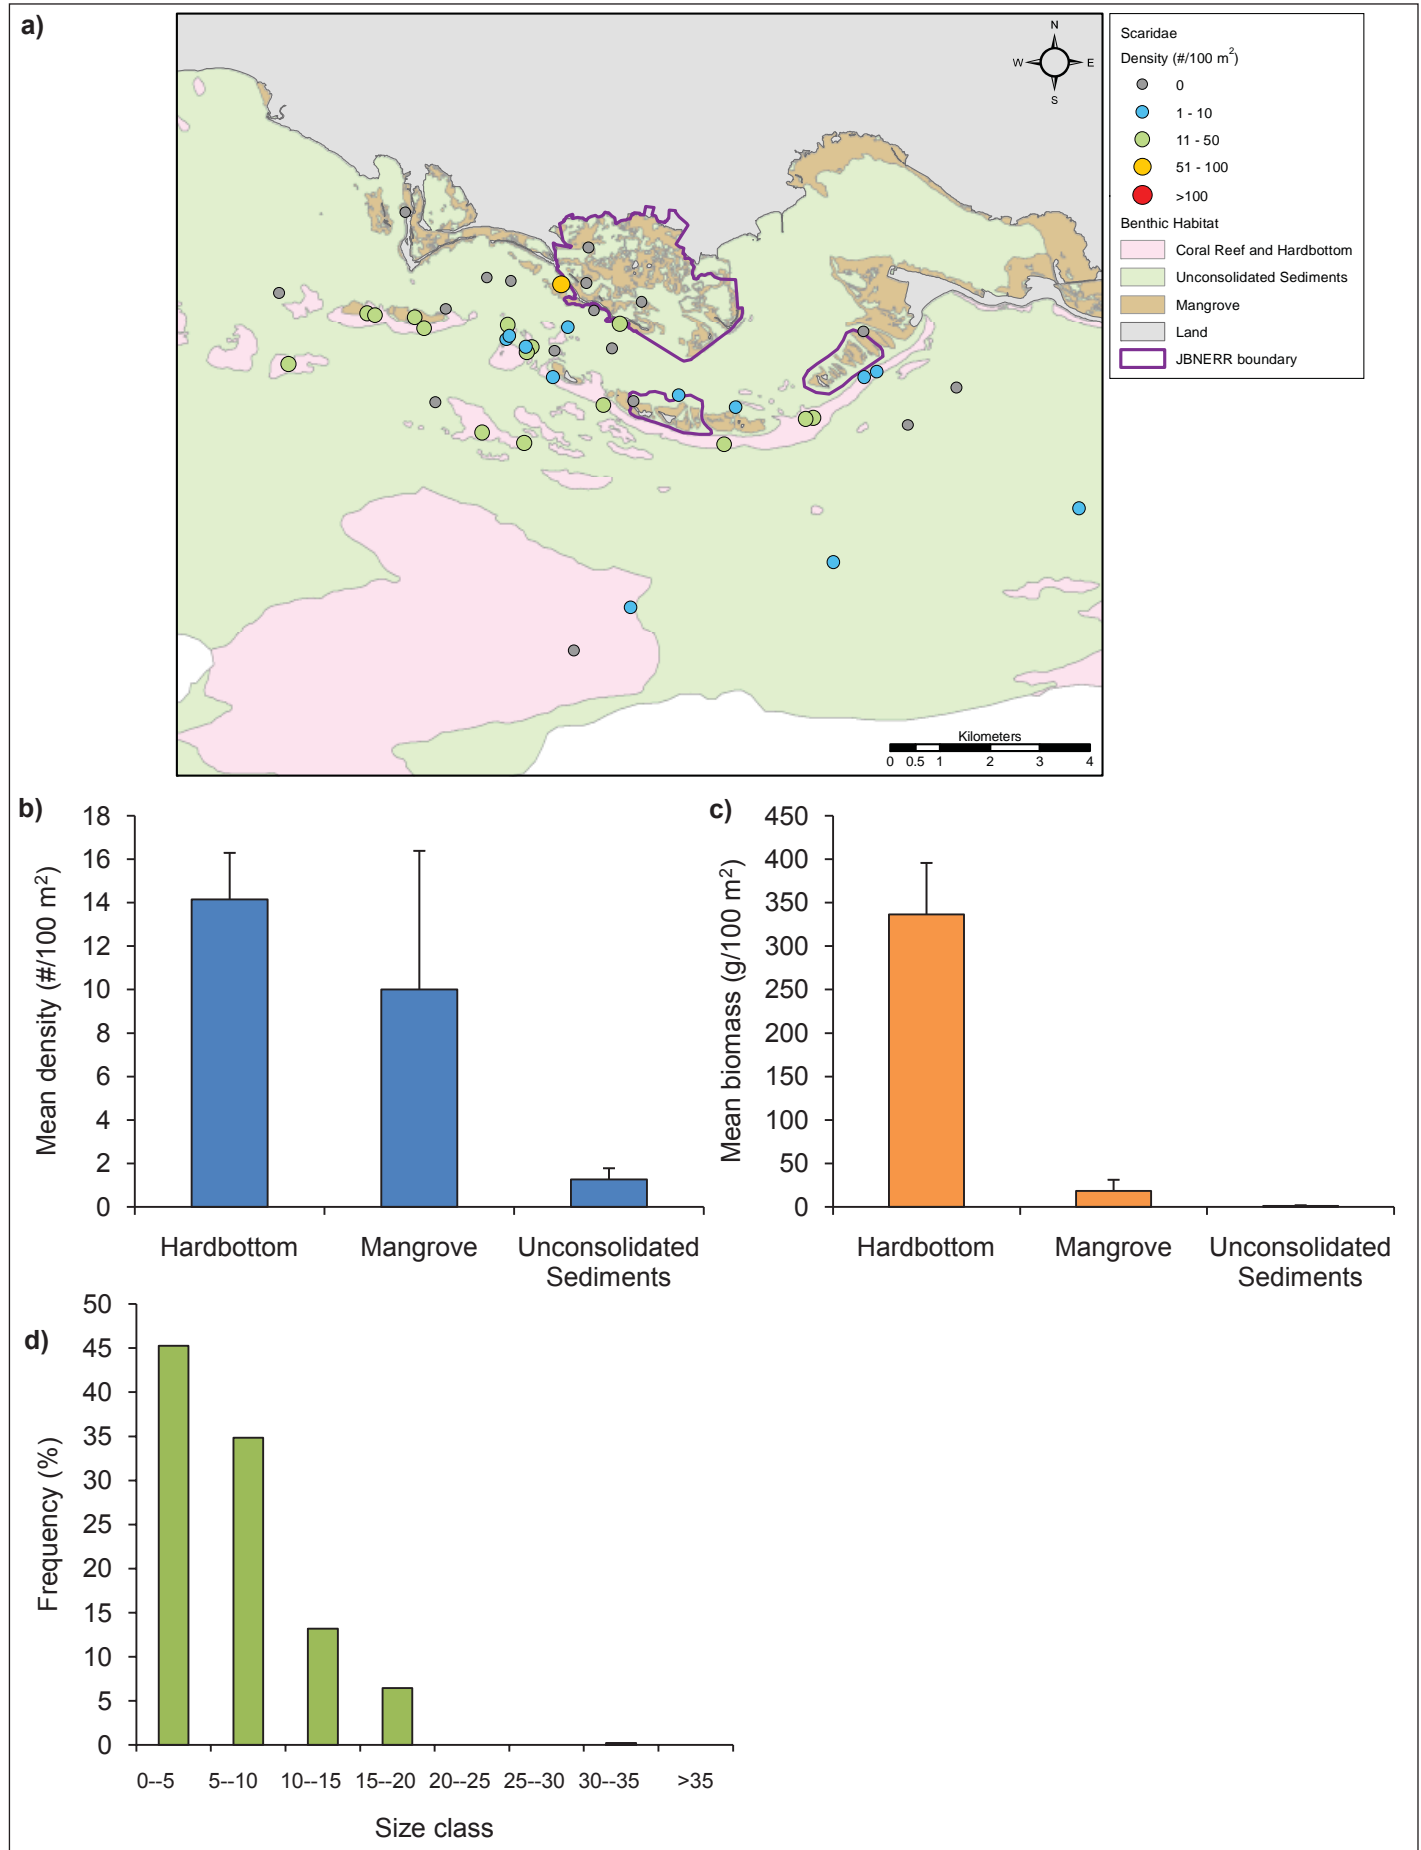 a)
N
W E
S
Scaridae
Density (#/100 m²)
0
1 - 10
11 - 50
51 - 100
>100
Benthic Habitat
Coral Reef and Hardbottom
Unconsolidated Sediments
Mangrove
Land
JBNERR boundary
Kilometers
0 0.5 1 2 3 4
b)
Mean density (#/100 m²)
18
16
14
12
10
8
6
4
2
0
Hardbottom Mangrove Unconsolidated
Sediments
c)
Mean biomass (g/100 m²)
450
400
350
300
250
200
150
100
50
0
Hardbottom Mangrove Unconsolidated
Sediments
d)
Frequency (%)
50
45
40
35
30
25
20
15
10
5
0
0--5 5--10 10--15 15--20 20--25 25--30 30--35 >35
Size class